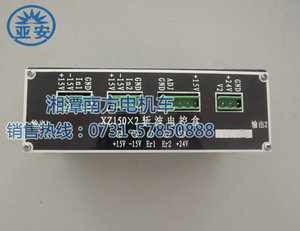 亚安
GND In1 -15V +15V
GND In2 -15V +15V
GND ADJ
+15V
GND +24V V2
湘潭南方电机车
XZ150×2斩波电控盒
输出2
销售热线：0731-57850888
+15V -15V Er1 Er2 +24V